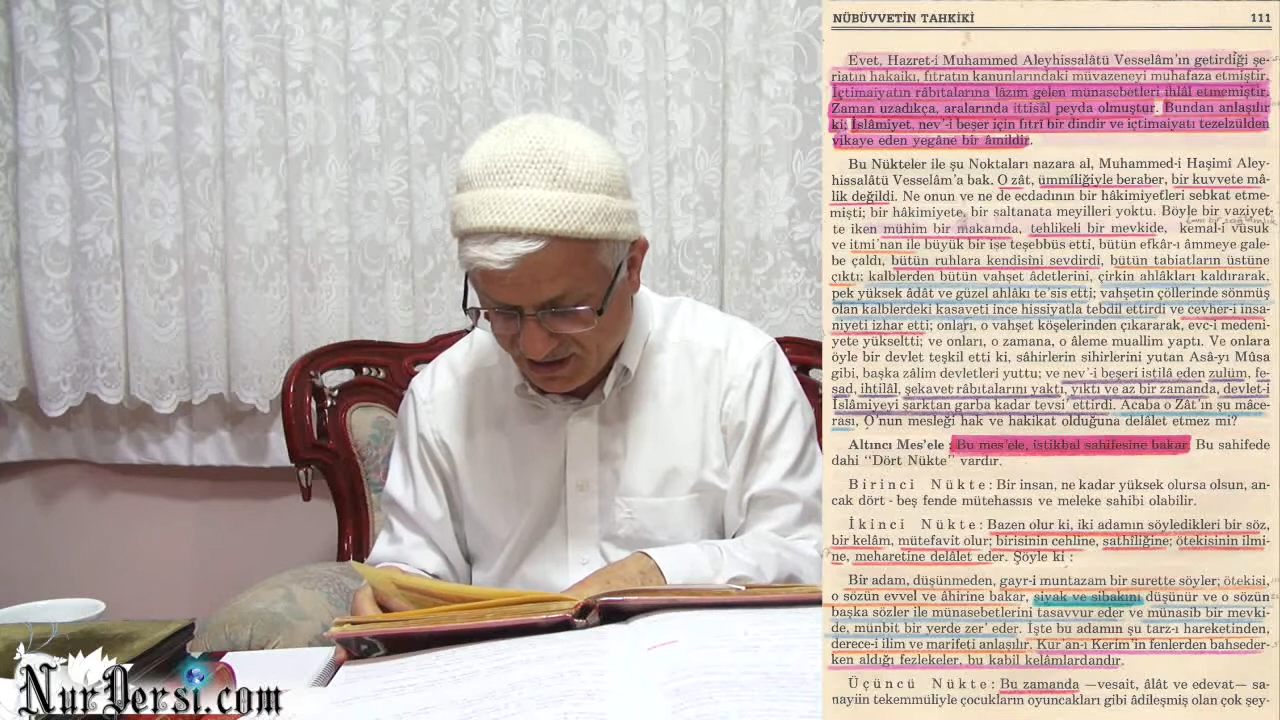 NÜBÜVVETİN TAHKİKİ 111
Evet, Hazret-i Muhammed Aleyhissalâtü Vesselâm'ın getirdiği şe-
riatın hakaikı, fıtratın kanunlarındaki müvazeneyi muhafaza etmiştir.
İçtimaiyatın râbıtalarına lâzım gelen münasebetleri ihlâl etmemiştir.
Zaman uzadıkça, aralarında ittisâl peyda olmuştur. Bundan anlaşılır
ki; İslâmiyet, nev'-i beşer için fıtrî bir dindir ve içtimaiyatı tezelzülden
vikaye eden yegâne bir âmildir.
Bu Nükteler ile şu Noktaları nazara al, Muhammed-i Haşimî Aley-
hissalâtü Vesselâm'a bak. O zât, ümmîliğiyle beraber, bir kuvvete mâ-
lik değildi. Ne onun ve ne de ecdadının bir hâkimiyetleri sebkat etme-
mişti; bir hâkimiyete, bir saltanata meyilleri yoktu. Böyle bir vaziyet-
te iken mühim bir makamda, tehlikeli bir mevkide, kemal-i vüsuk
ve itmi'nan ile büyük bir işe teşebbüs etti, bütün efkâr-ı âmmeye gale-
be çaldı, bütün ruhlara kendisini sevdirdi, bütün tabiatların üstüne
çıktı; kalblerden bütün vahşet âdetlerini, çirkin ahlâkları kaldırarak,
pek yüksek âdât ve güzel ahlâkı te'sis etti; vahşetin çöllerinde sönmüş
olan kalblerdeki kasaveti ince hissiyatla tebdil ettirdi ve cevher-i insa-
niyeti izhar etti; onları, o vahşet köşelerinden çıkararak, evc-i medeni-
yete yükseltti; ve onları, o zamana, o âleme muallim yaptı. Ve onlara
öyle bir devlet teşkil etti ki, sâhirlerin sihirlerini yutan Asâ-yı Mûsa
gibi, başka zâlim devletleri yuttu; ve nev'-i beşeri istilâ eden zulüm, fe-
sad, ihtilâl, şekavet râbıtalarını yaktı, yıktı ve az bir zamanda, devlet-i
İslâmiyeyi şarktan garba kadar tevsi' ettirdi. Acaba o Zât'ın şu mâce-
rası, O'nun mesleği hak ve hakikat olduğuna delâlet etmez mi?
Altıncı Mes'ele : Bu mes'ele, istikbal sahifesine bakar. Bu sahifede
dahi "Dört Nükte" vardır.
Birinci Nükte: Bir insan, ne kadar yüksek olursa olsun, an-
cak dört - beş fende mütehassıs ve meleke sahibi olabilir.
İkinci Nükte: Bazen olur ki, iki adamın söyledikleri bir söz,
bir kelâm, mütefavit olur; birisinin cehline, sathîliğine; ötekisinin ilmi-
ne, meharetine delâlet eder. Şöyle ki :
Bir adam, düşünmeden, gayr-i muntazam bir surette söyler, ötekisi,
o sözün evvel ve âhirine bakar, siyak ve sibakını düşünür ve o sözün
başka sözler ile münasebetlerini tasavvur eder ve münasib bir mevki-
de, münbit bir yerde zer' eder. İşte bu adamın şu tarz-ı hareketinden,
derece-i ilim ve marifeti anlaşılır. Kur'an-ı Kerim'in fenlerden bahseder-
ken aldığı fezlekeler, bu kabil kelâmlardandır.
Üçüncü Nükte: Bu zamanda —vesait, âlât ve edevat— sa-
nayiin tekemmülüyle çocukların oyuncakları gibi âdîleşmiş olan çok şey-
NurDersi.com